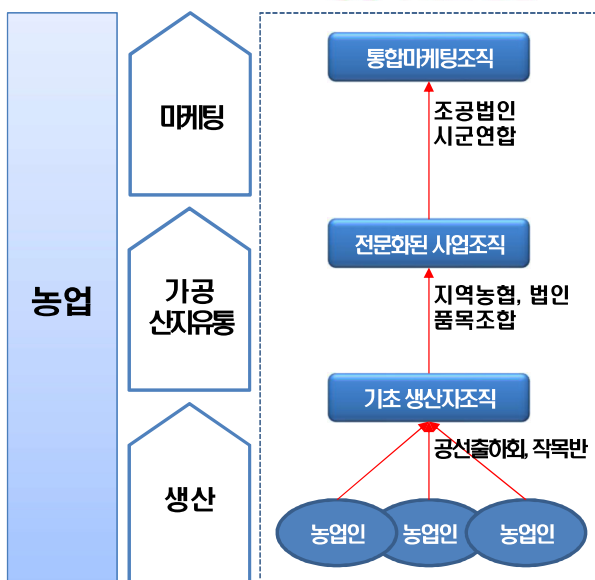 농업
마케팅
가공
산지유통
생산
통합마케팅조직
조공법인
시군연합
전문화된 사업조직
지역농협, 법인
품목조합
기초 생산자조직
공선출하회, 작목반
농업인
농업인
농업인